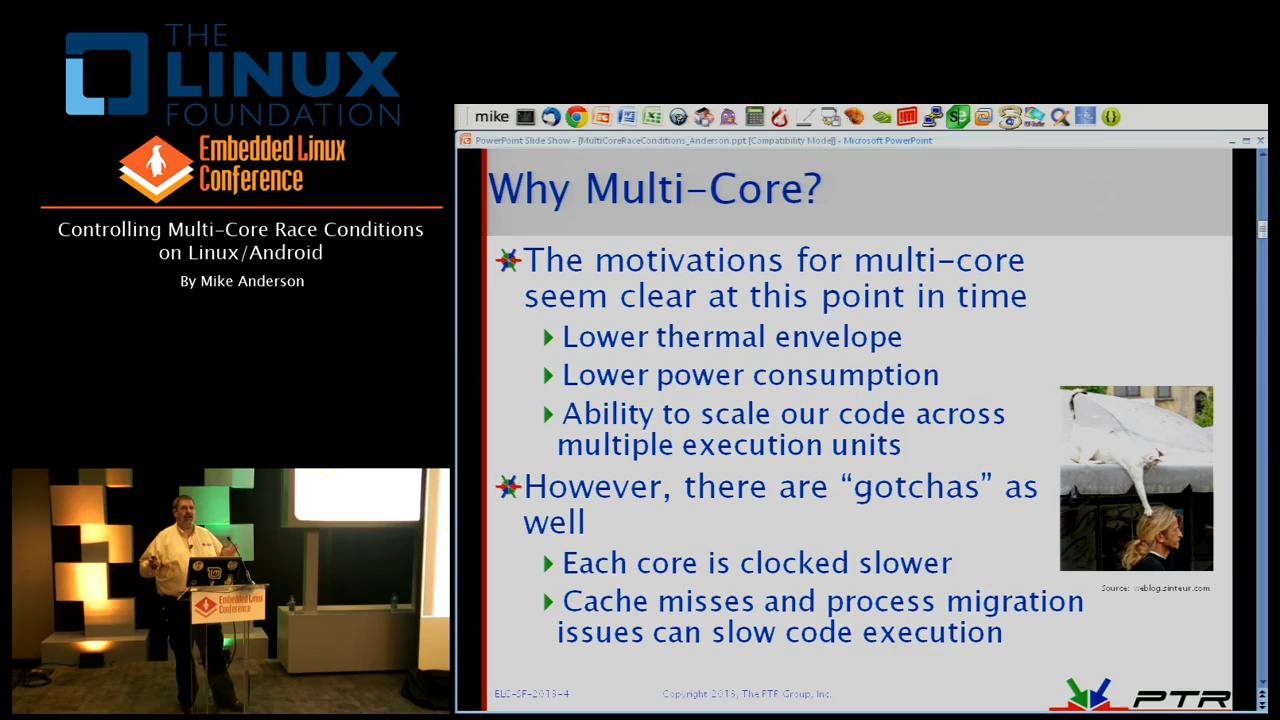 THE
LINUX
FOUNDATION
Embedded Linux
Conference
Controlling Multi-Core Race Conditions
on Linux/Android
By Mike Anderson
Embedded Linux
Conference
mike
PowerPoint Slide Show - [MultiCoreRaceConditions_Anderson.ppt [Compatibility Mode]] - Microsoft PowerPoint
Why Multi-Core?
The motivations for multi-core
seem clear at this point in time
Lower thermal envelope
Lower power consumption
Ability to scale our code across
multiple execution units
However, there are “gotchas” as
well
Each core is clocked slower
Cache misses and process migration
issues can slow code execution
Source: weblog.sinteur.com
ELC-SF-2013-4
Copyright 2013, The PTR Group, Inc.
PTR